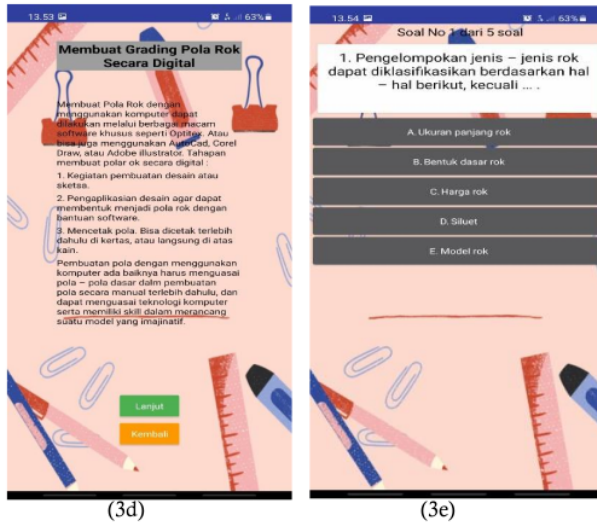 13.53 63%
Membuat Grading Pola Rok
Secara Digital
Membuat Pola Rok dengan
menggunakan komputer dapat
dilakukan melalui berbagai macam
software khusus seperti Optitex. Atau
bisa juga menggunakan AutoCad, Corel
Draw, atau Adobe illustrator. Tahapan
membuat polar ok secara digital :
1. Kegiatan pembuatan desain atau
sketsa.
2. Pengaplikasian desain agar dapat
membentuk menjadi pola rok dengan
bantuan software.
3. Mencetak pola. Bisa dicetak terlebih
dahulu di kertas, atau langsung di atas
kain.
Pembuatan pola dengan menggunakan
komputer ada baiknya harus menguasai
pola – pola dasar dalm pembuatan
pola secara manual terlebih dahulu, dan
dapat menguasai teknologi komputer
serta memiliki skill dalam merancang
suatu model yang imajinatif.
Lanjut
Kembali
(3d)
13.54 63%
Soal No 1 dari 5 soal
1. Pengelompokan jenis – jenis rok
dapat diklasifikasikan berdasarkan hal
– hal berikut, kecuali ... .
A. Ukuran panjang rok
B. Bentuk dasar rok
C. Harga rok
D. Siluet
E. Model rok
(3e)